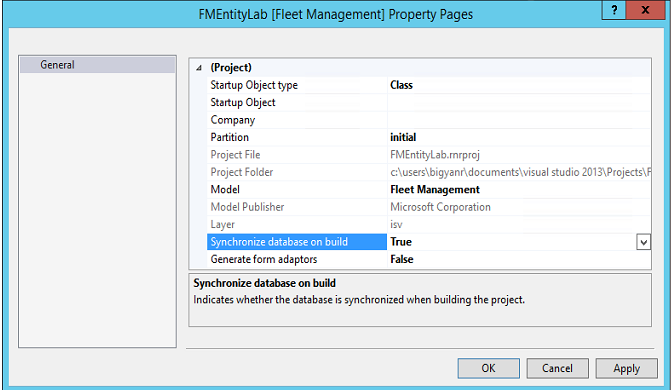 FMEntityLab [Fleet Management] Property Pages
? X
General
(Project)
Startup Object type Class
Startup Object
Company
Partition initial
Project File FMEntityLab.rnrproj
Project Folder c:\users\bigyanr\documents\visual studio 2013\Projects\F
Model Fleet Management
Model Publisher Microsoft Corporation
Layer isv
Synchronize database on build True
Generate form adaptors False
Synchronize database on build
Indicates whether the database is synchronized when building the project.
OK Cancel Apply